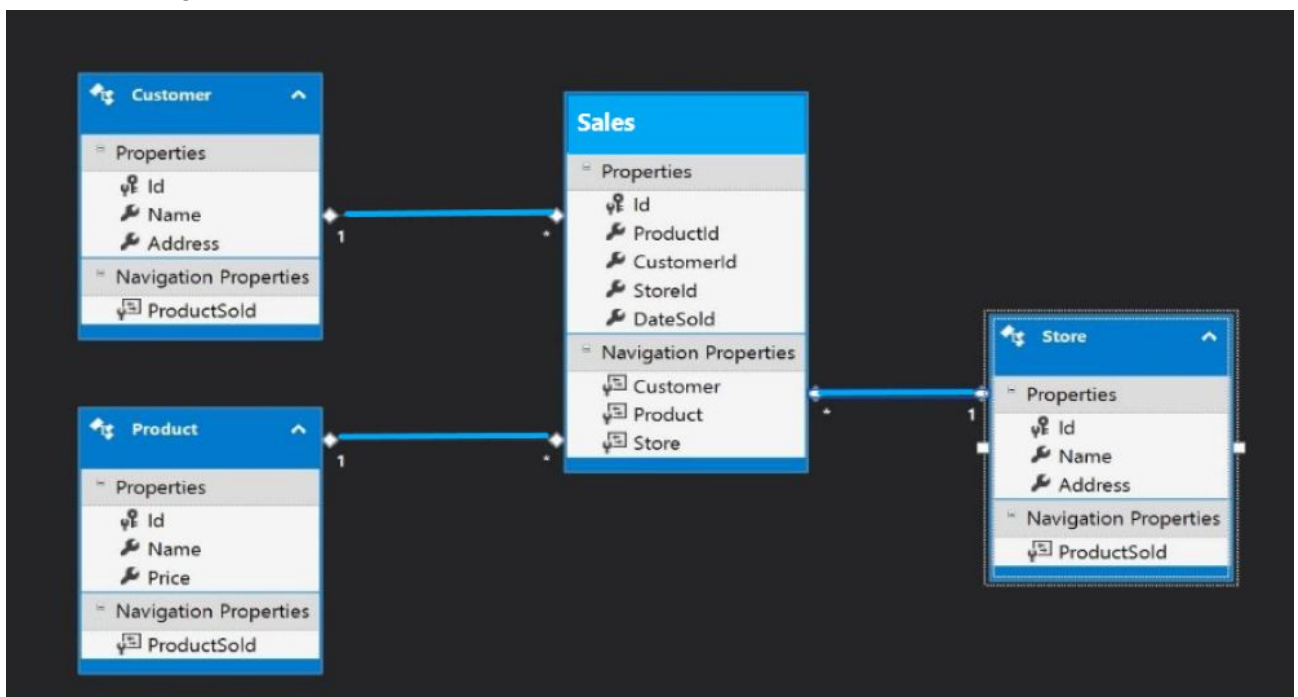 Customer
Properties
Id
Name
Address
Navigation Properties
ProductSold
1
*
Sales
Properties
Id
ProductId
CustomerId
StoreId
DateSold
Navigation Properties
Customer
Product
Store
Product
Properties
Id
Name
Price
Navigation Properties
ProductSold
1
*
*
1
Store
Properties
Id
Name
Address
Navigation Properties
ProductSold